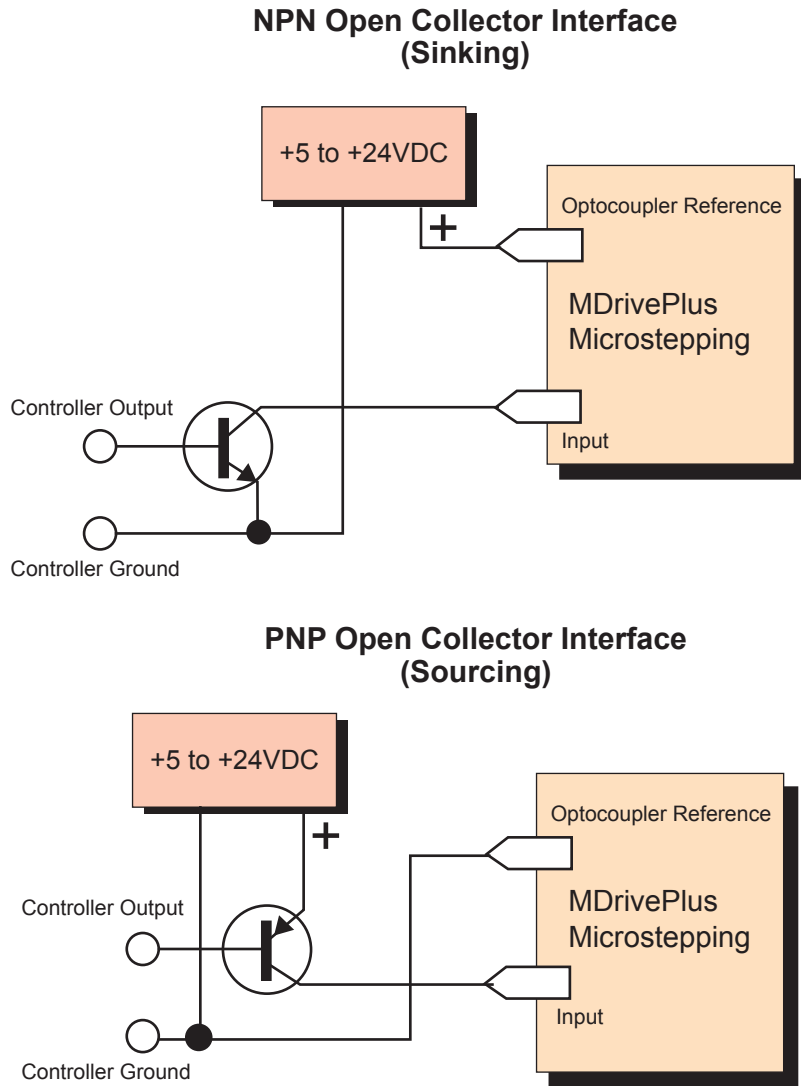 NPN Open Collector Interface
(Sinking)
+5 to +24VDC
+
Optocoupler Reference
MDrivePlus
Microstepping
Controller Output
Input
Controller Ground
PNP Open Collector Interface
(Sourcing)
+5 to +24VDC
+
Optocoupler Reference
MDrivePlus
Microstepping
Controller Output
Input
Controller Ground